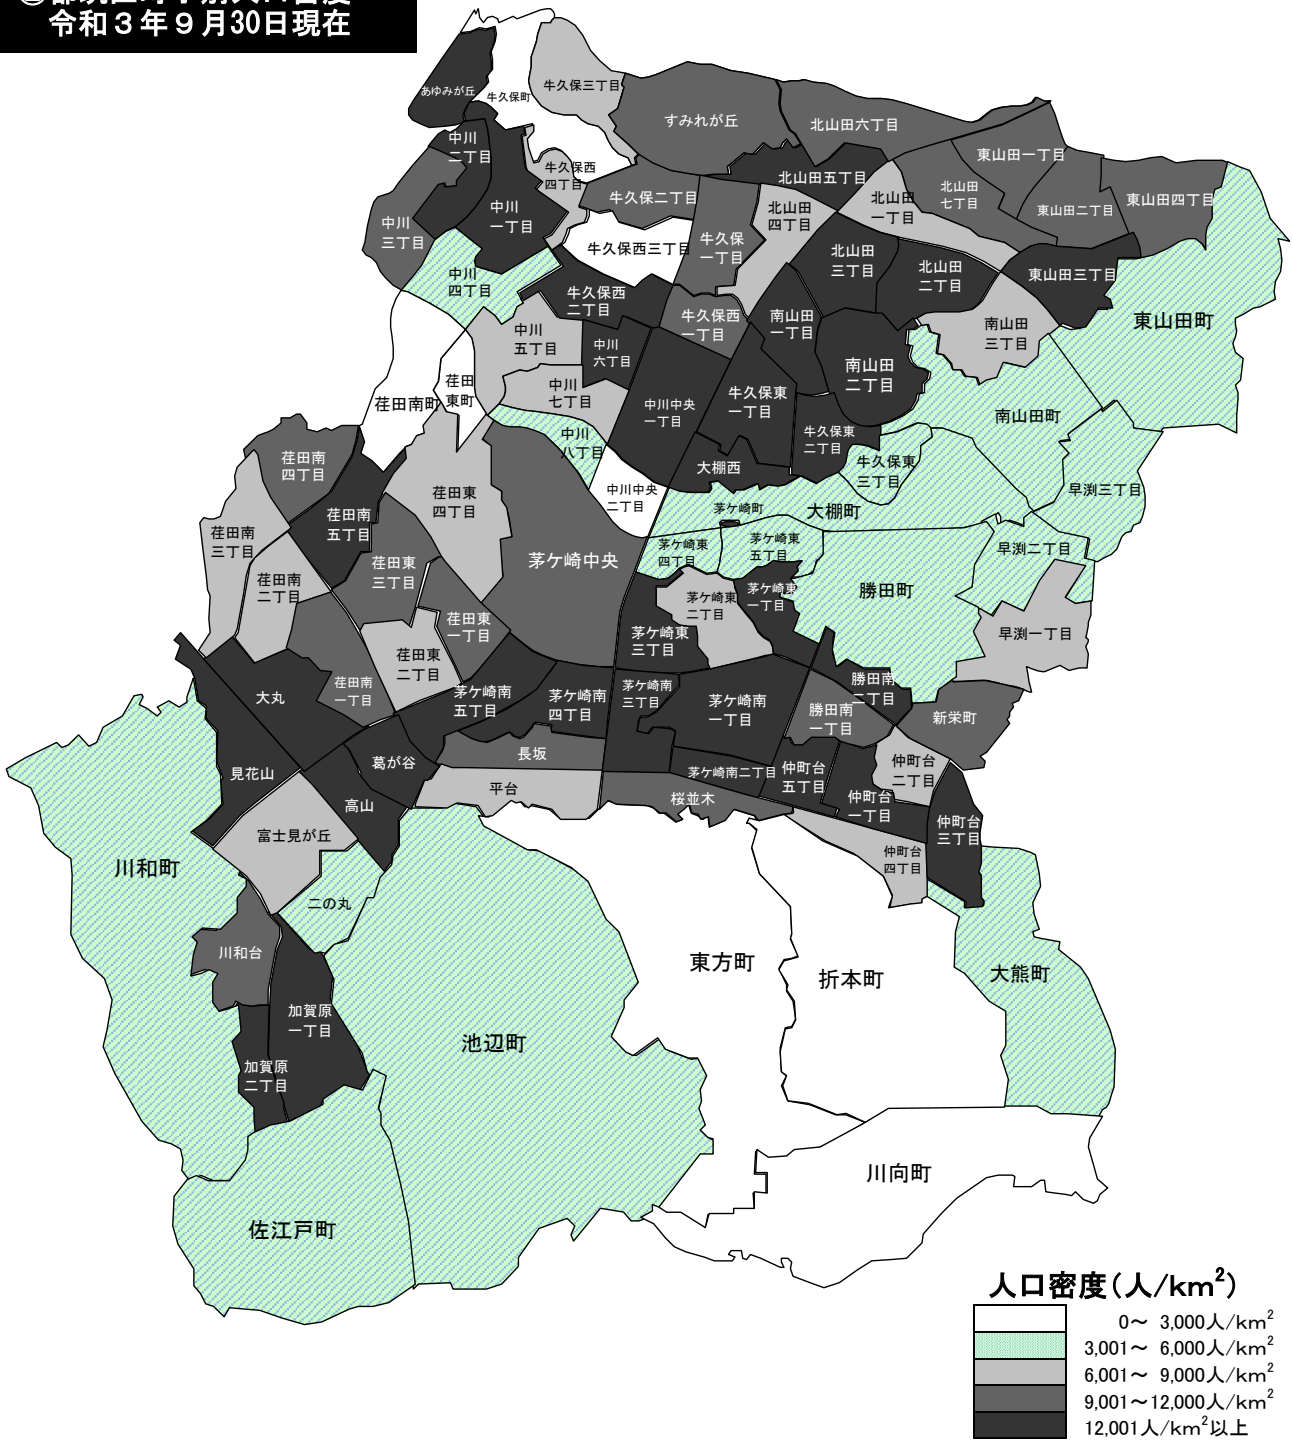 令和３年９月30日現在
あゆみが丘
牛久保町
牛久保三丁目
すみれが丘
北山田六丁目
中川
二丁目
牛久保西
四丁目
北山田五丁目
東山田一丁目
北山田
七丁目
東山田二丁目
東山田四丁目
中川
一丁目
中川
三丁目
牛久保二丁目
北山田
四丁目
北山田
一丁目
牛久保西三丁目
牛久保
一丁目
北山田
三丁目
北山田
二丁目
東山田三丁目
中川
四丁目
牛久保西
二丁目
牛久保西
一丁目
南山田
一丁目
南山田
三丁目
東山田町
中川
五丁目
中川
六丁目
南山田
二丁目
荏田
東町
荏田南町
中川
七丁目
中川中央
一丁目
牛久保東
一丁目
南山田町
中川
八丁目
牛久保東
二丁目
牛久保東
三丁目
大棚西
荏田南
四丁目
荏田東
四丁目
中川中央
二丁目
早渕三丁目
茅ケ崎町
大棚町
荏田南
五丁目
荏田南
三丁目
茅ケ崎中央
茅ケ崎東
四丁目
茅ケ崎東
五丁目
早渕二丁目
荏田東
三丁目
荏田南
二丁目
勝田町
茅ケ崎東
一丁目
茅ケ崎東
二丁目
荏田東
一丁目
茅ケ崎東
三丁目
早渕一丁目
荏田東
二丁目
大丸
荏田南
一丁目
茅ケ崎南
五丁目
茅ケ崎南
四丁目
茅ケ崎南
三丁目
茅ケ崎南
一丁目
勝田南
二丁目
勝田南
一丁目
新栄町
見花山
葛が谷
長坂
茅ケ崎南二丁目
仲町台
五丁目
仲町台
二丁目
高山
平台
桜並木
仲町台
一丁目
仲町台
三丁目
富士見が丘
仲町台
四丁目
川和町
二の丸
川和台
東方町
折本町
大熊町
加賀原
一丁目
池辺町
加賀原
二丁目
川向町
佐江戸町
人口密度（人/km²）
0～ 3,000人/km²
3,001～ 6,000人/km²
6,001～ 9,000人/km²
9,001～12,000人/km²
12,001人/km²以上